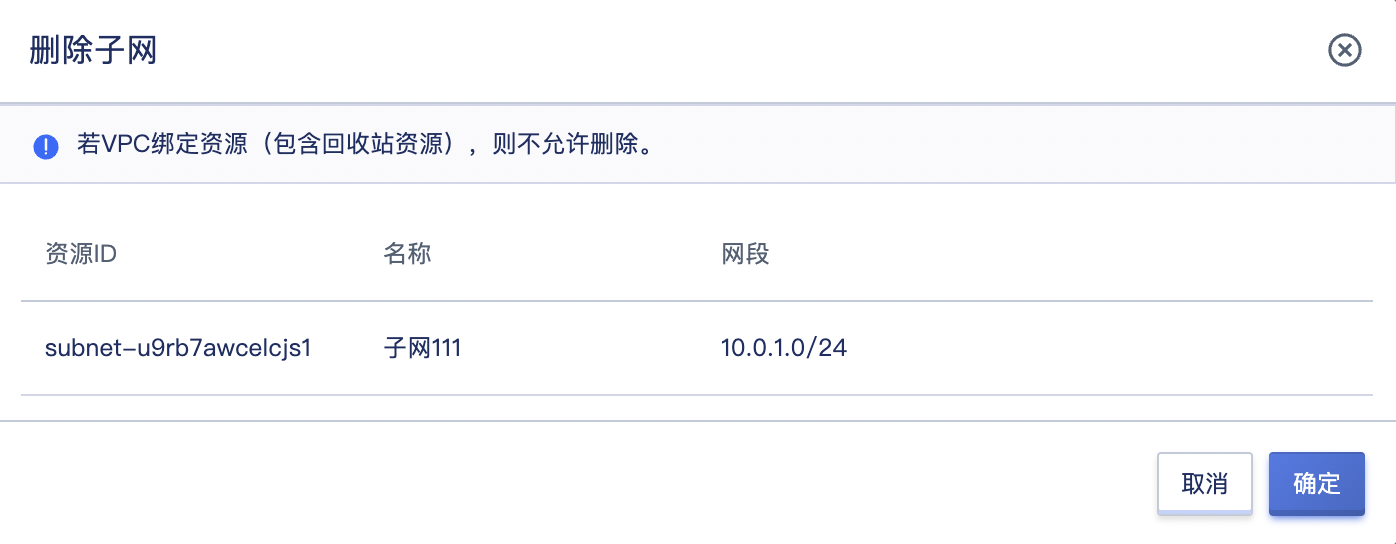 删除子网
若VPC绑定资源（包含回收站资源），则不允许删除。
资源ID 名称 网段
subnet-u9rb7awcelcjs1 子网111 10.0.1.0/24
取消 确定